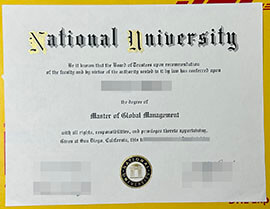 National University
Be it known that the Board of Trustees upon recommendation
of the faculty and by virtue of the authority vested in it by law has conferred upon
the degree of
Master of Global Management
with all rights, responsibilities, and privileges thereto appertaining.
Given at San Diego, California, this
NATIONAL